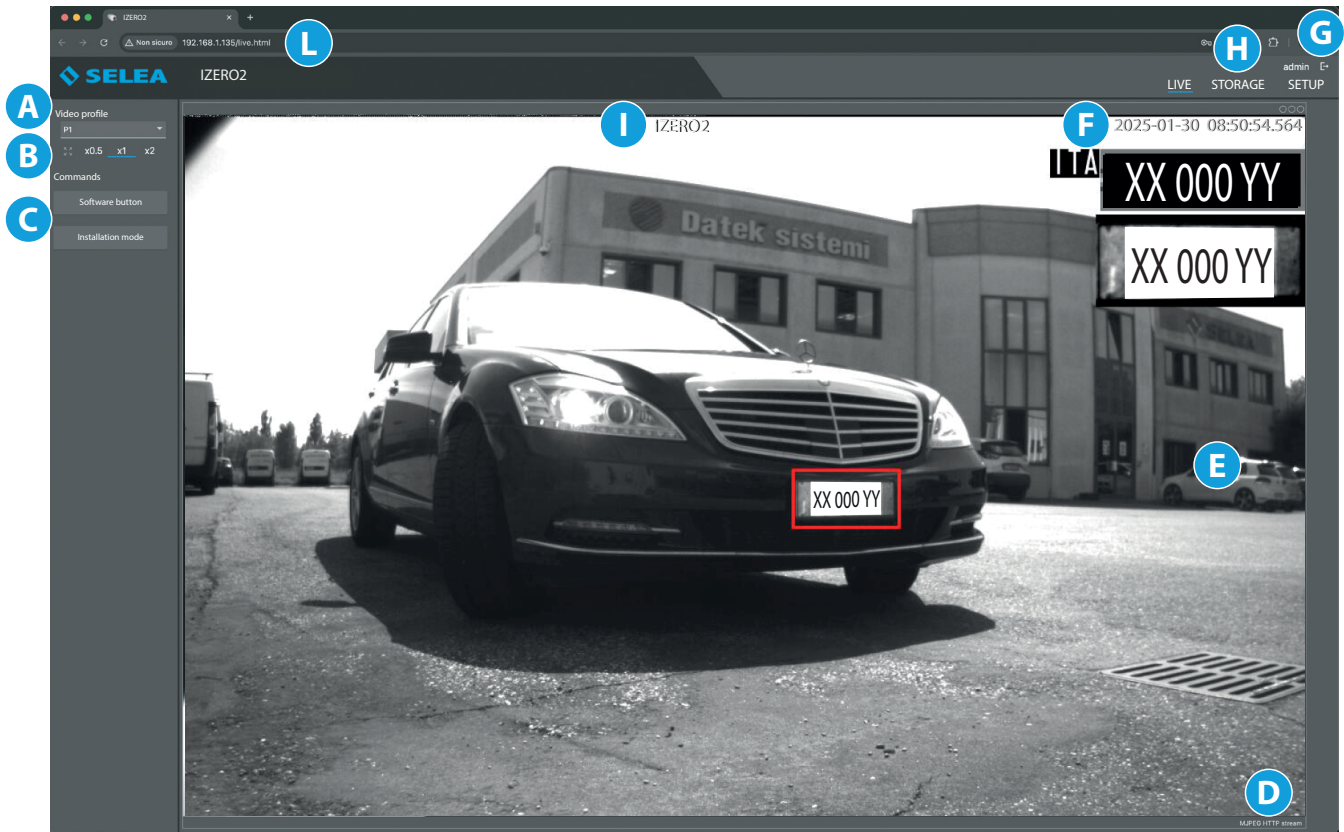 IZERO2
G
Non sicuro 192.168.1.135/live.html
L
H
SELEA
IZERO2
admin
LIVE STORAGE SETUP
A
Video profile
P1
B
x0.5 x1 x2
Commands
C
Software button
Installation mode
I
IZERO2
F
2025-01-30 08:50:54.564
ITA
XX 000 YY
XX 000 YY
Datek sistemi
SELEA
E
XX 000 YY
D
MJPEG HTTP stream